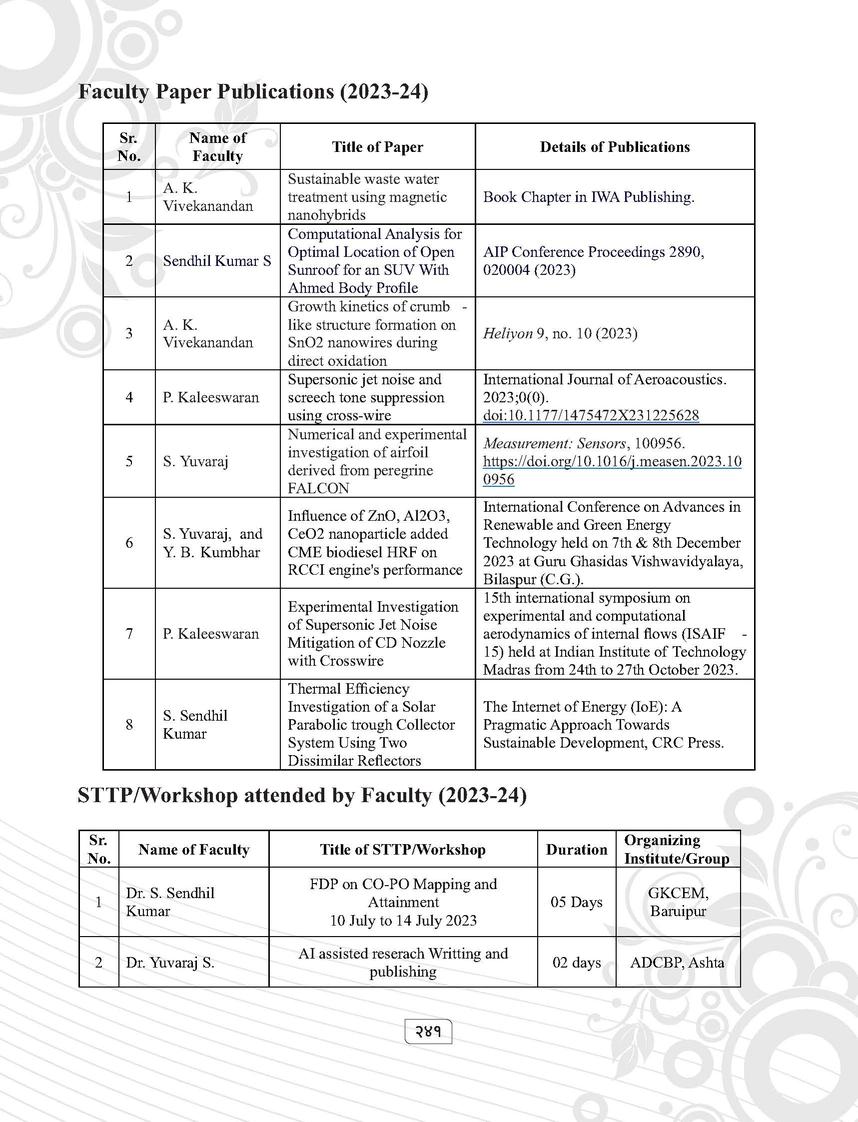 Faculty Paper Publications (2023-24)
Sr.
No.
Name of
Faculty
Title of Paper
Details of Publications
1
A. K.
Vivekanandan
Sustainable waste water
treatment using magnetic
nanohybrids
Book Chapter in IWA Publishing.
2
Sendhil Kumar S
Computational Analysis for
Optimal Location of Open
Sunroof for an SUV With
Ahmed Body Profile
AIP Conference Proceedings 2890,
020004 (2023)
3
A. K.
Vivekanandan
Growth kinetics of crumb -
like structure formation on
SnO2 nanowires during
direct oxidation
Heliyon 9, no. 10 (2023)
4
P. Kaleeswaran
Supersonic jet noise and
screech tone suppression
using cross-wire
International Journal of Aeroacoustics.
2023;0(0).
doi:10.1177/1475472X231225628
5
S. Yuvaraj
Numerical and experimental
investigation of airfoil
derived from peregrine
FALCON
Measurement: Sensors, 100956.
https://doi.org/10.1016/j.measen.2023.10
0956
6
S. Yuvaraj, and
Y. B. Kumbhar
Influence of ZnO, Al2O3,
CeO2 nanoparticle added
CME biodiesel HRF on
RCCI engine's performance
International Conference on Advances in
Renewable and Green Energy
Technology held on 7th & 8th December
2023 at Guru Ghasidas Vishwavidyalaya,
Bilaspur (C.G.).
7
P. Kaleeswaran
Experimental Investigation
of Supersonic Jet Noise
Mitigation of CD Nozzle
with Crosswire
15th international symposium on
experimental and computational
aerodynamics of internal flows (ISAIF -
15) held at Indian Institute of Technology
Madras from 24th to 27th October 2023.
8
S. Sendhil
Kumar
Thermal Efficiency
Investigation of a Solar
Parabolic trough Collector
System Using Two
Dissimilar Reflectors
The Internet of Energy (IoE): A
Pragmatic Approach Towards
Sustainable Development, CRC Press.
STTP/Workshop attended by Faculty (2023-24)
Sr.
No.
Name of Faculty
Title of STTP/Workshop
Duration
Organizing
Institute/Group
1
Dr. S. Sendhil
Kumar
FDP on CO-PO Mapping and
Attainment
10 July to 14 July 2023
05 Days
GKCEM,
Baruipur
2
Dr. Yuvaraj S.
AI assisted reserach Writting and
publishing
02 days
ADCBP, Ashta
२४१